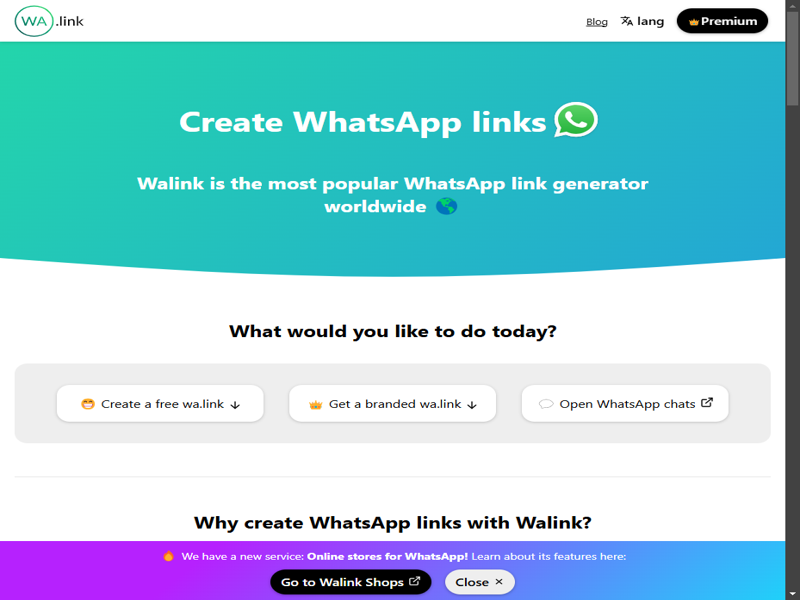 WA.link
Blog
lang
Premium
Create WhatsApp links
Walink is the most popular WhatsApp link generator
worldwide
What would you like to do today?
Create a free wa.link ↓
Get a branded wa.link ↓
Open WhatsApp chats
Why create WhatsApp links with Walink?
We have a new service: Online stores for WhatsApp! Learn about its features here:
Go to Walink Shops
Close ×